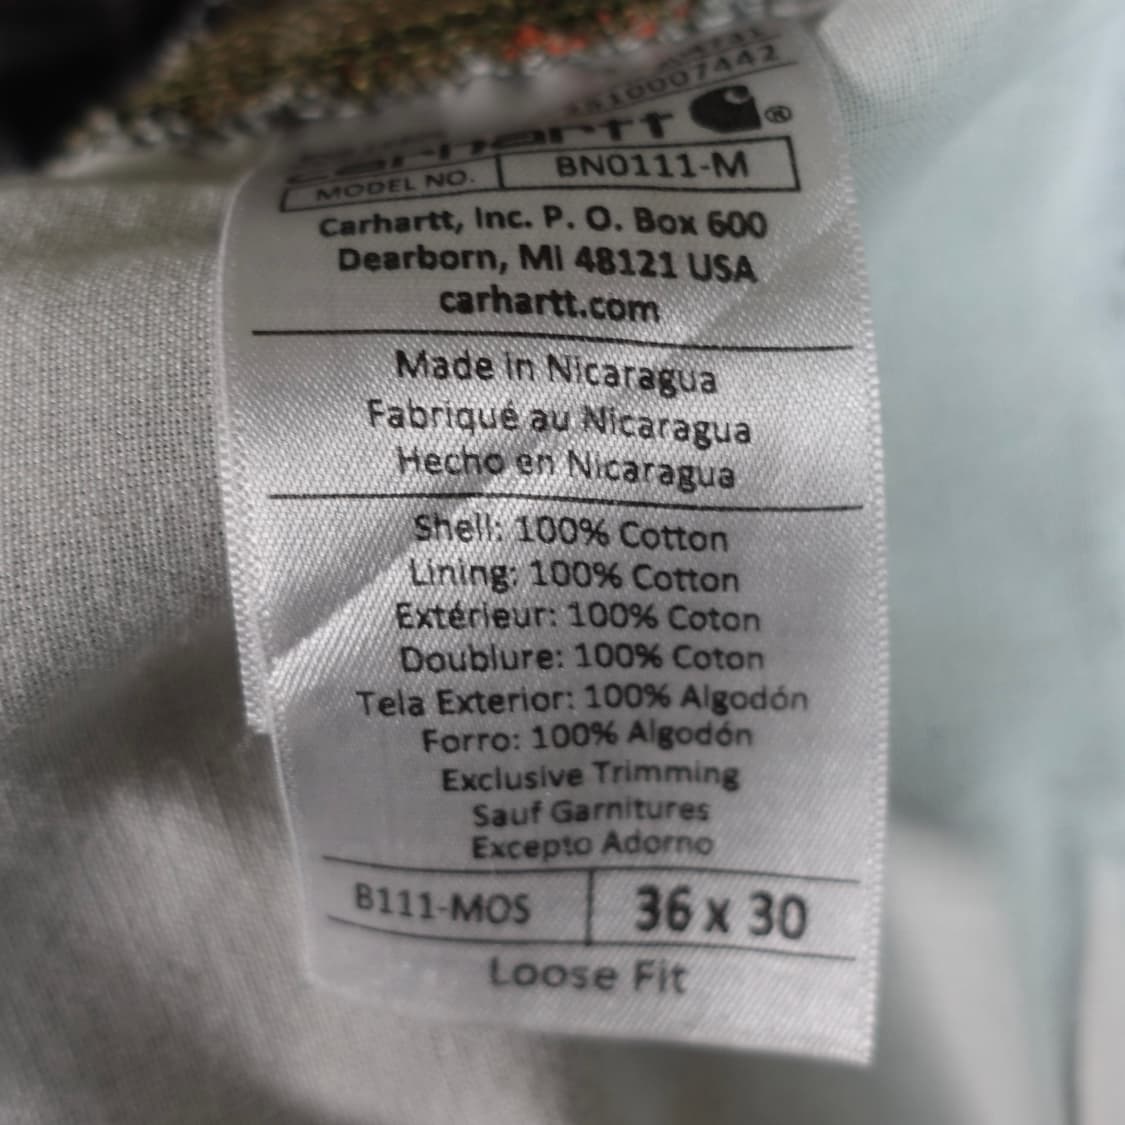 10007442
carhartt ®
MODEL NO. BN0111-M
Carhartt, Inc. P. O. Box 600
Dearborn, MI 48121 USA
carhartt.com
Made in Nicaragua
Fabriqué au Nicaragua
Hecho en Nicaragua
Shell: 100% Cotton
Lining: 100% Cotton
Extérieur: 100% Coton
Doublure: 100% Coton
Tela Exterior: 100% Algodón
Forro: 100% Algodón
Exclusive Trimming
Sauf Garnitures
Excepto Adorno
B111-MOS 36 x 30
Loose Fit